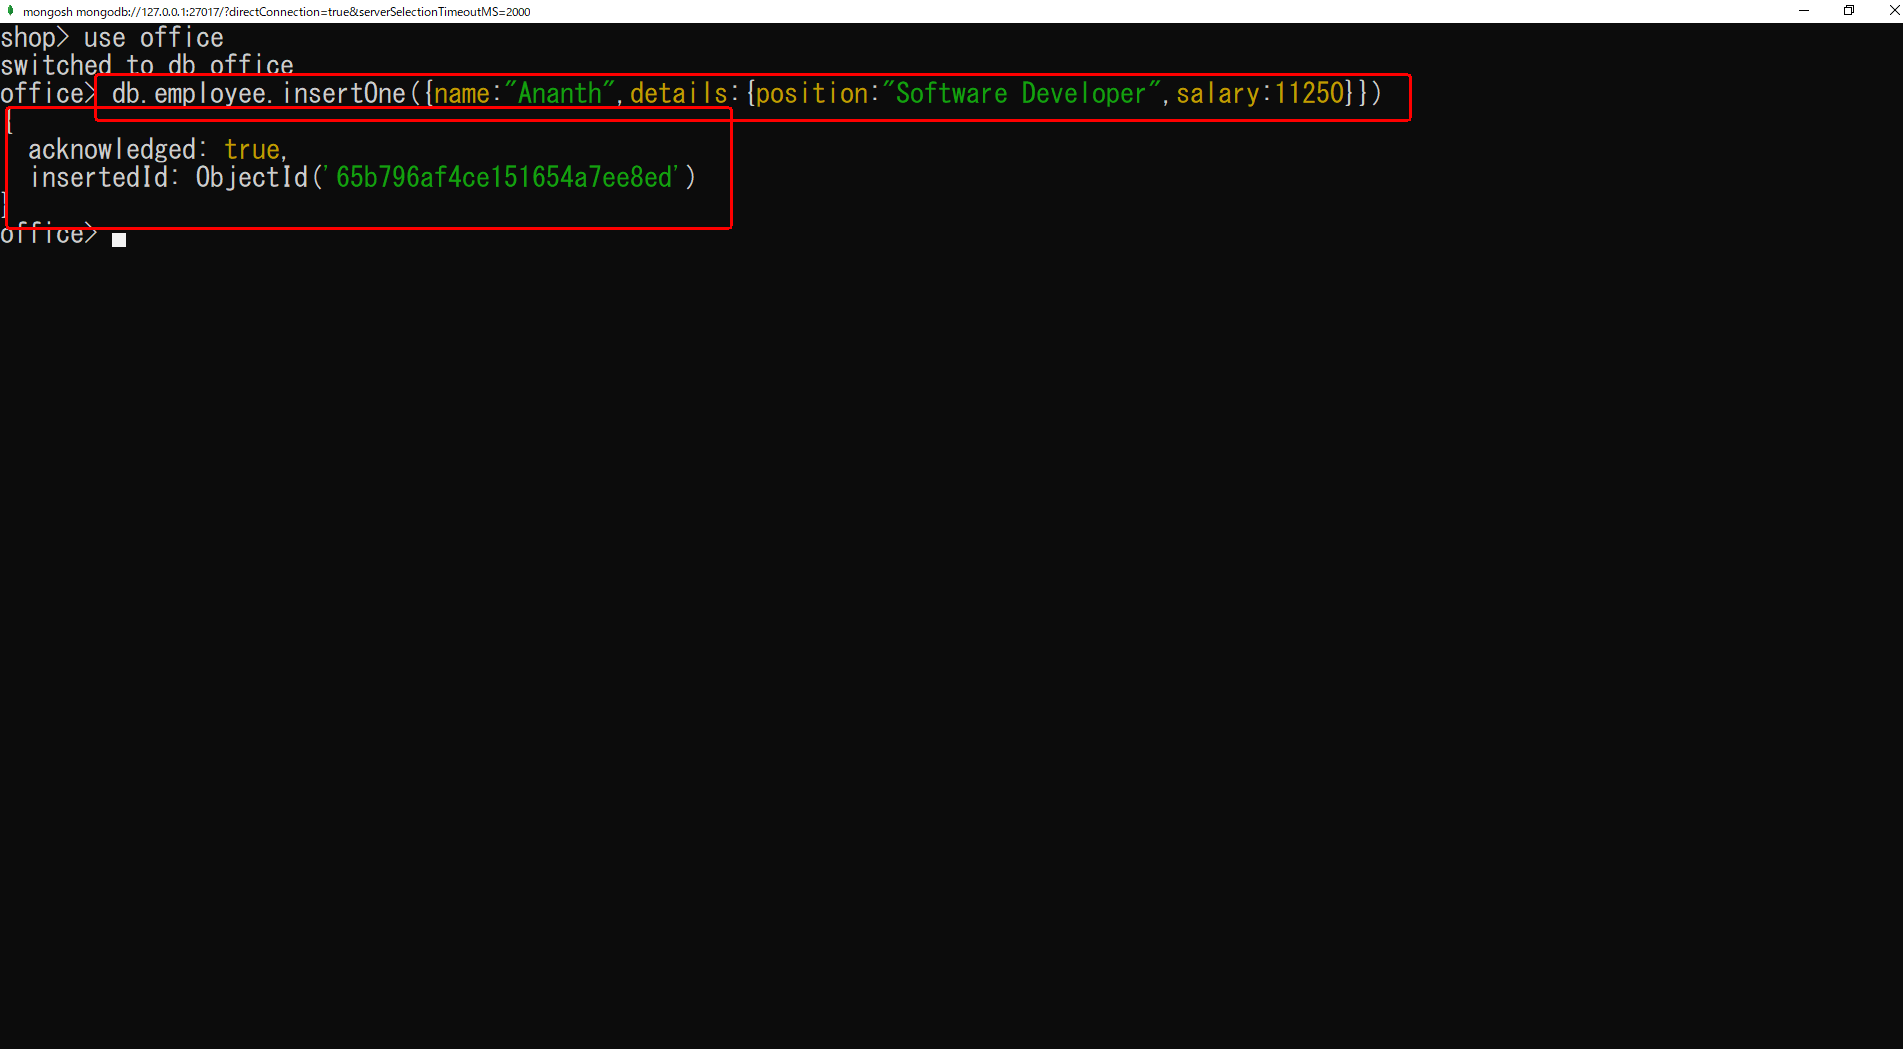 mongosh mongodb://127.0.0.1:27017/?directConnection=true&serverSelectionTimeoutMS=2000
shop> use office
switched to db office
office> db.employee.insertOne({name:"Ananth",details:{position:"Software Developer",salary:11250}})
{
  acknowledged: true,
  insertedId: ObjectId('65b796af4ce151654a7ee8ed')
}
office>